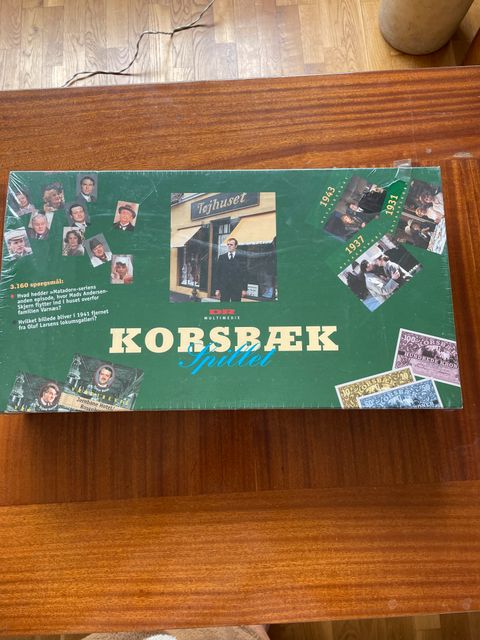 Tøjhuset
1943
1931
1937
3.160 spørgsmål:
Hvad hedder »Matador«-seriens
anden episode, hvor Mads Andersen-
Skjern flytter ind i huset overfor
familien Varnæs?
Hvilket billede bliver i 1941 fjernet
fra Oluf Larsens lokumsgalleri?
DR
MULTIMEDIE
KORSBÆK
Spillet